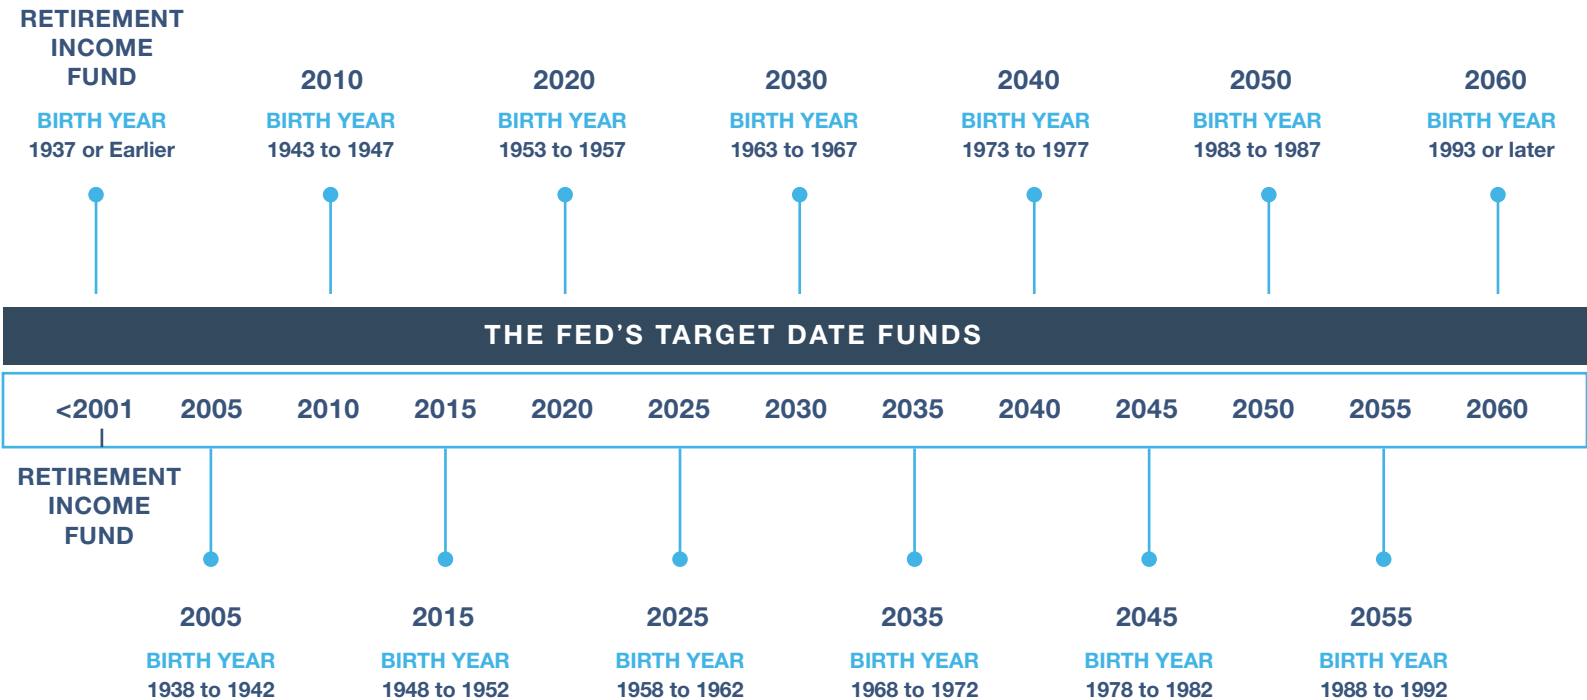 RETIREMENT
INCOME
FUND
BIRTH YEAR
1937 or Earlier
2010
BIRTH YEAR
1943 to 1947
2020
BIRTH YEAR
1953 to 1957
2030
BIRTH YEAR
1963 to 1967
2040
BIRTH YEAR
1973 to 1977
2050
BIRTH YEAR
1983 to 1987
2060
BIRTH YEAR
1993 or later
THE FED'S TARGET DATE FUNDS
<2001 2005 2010 2015 2020 2025 2030 2035 2040 2045 2050 2055 2060
RETIREMENT
INCOME
FUND
2005
BIRTH YEAR
1938 to 1942
2015
BIRTH YEAR
1948 to 1952
2025
BIRTH YEAR
1958 to 1962
2035
BIRTH YEAR
1968 to 1972
2045
BIRTH YEAR
1978 to 1982
2055
BIRTH YEAR
1988 to 1992